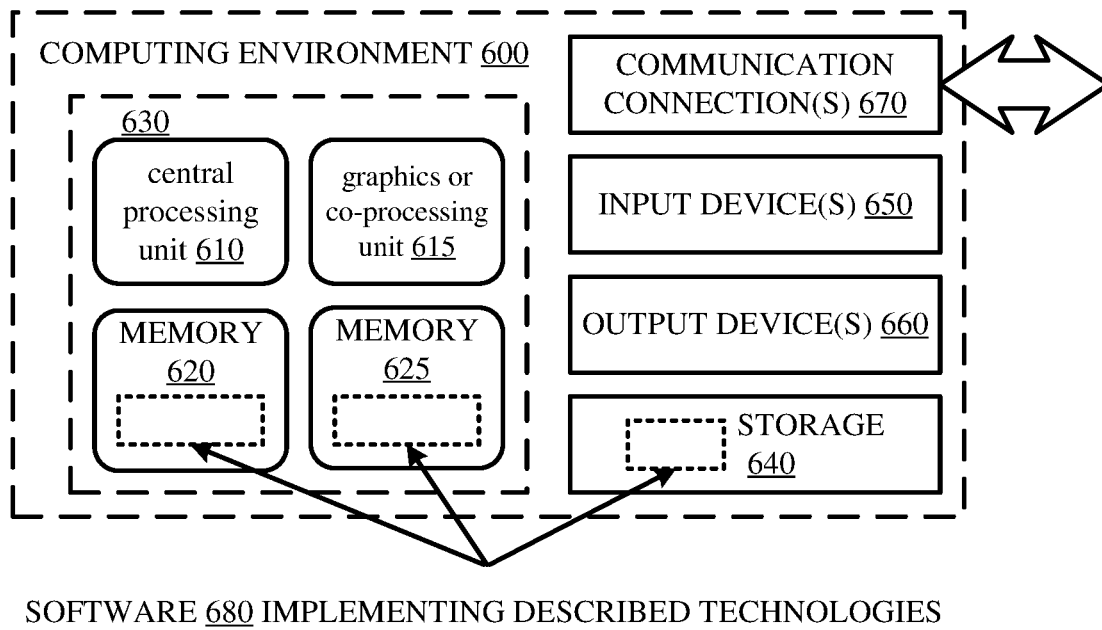 COMPUTING ENVIRONMENT 600
630
central
processing
unit 610
graphics or
co-processing
unit 615
MEMORY
620
MEMORY
625
COMMUNICATION
CONNECTION(S) 670
INPUT DEVICE(S) 650
OUTPUT DEVICE(S) 660
STORAGE
640
SOFTWARE 680 IMPLEMENTING DESCRIBED TECHNOLOGIES